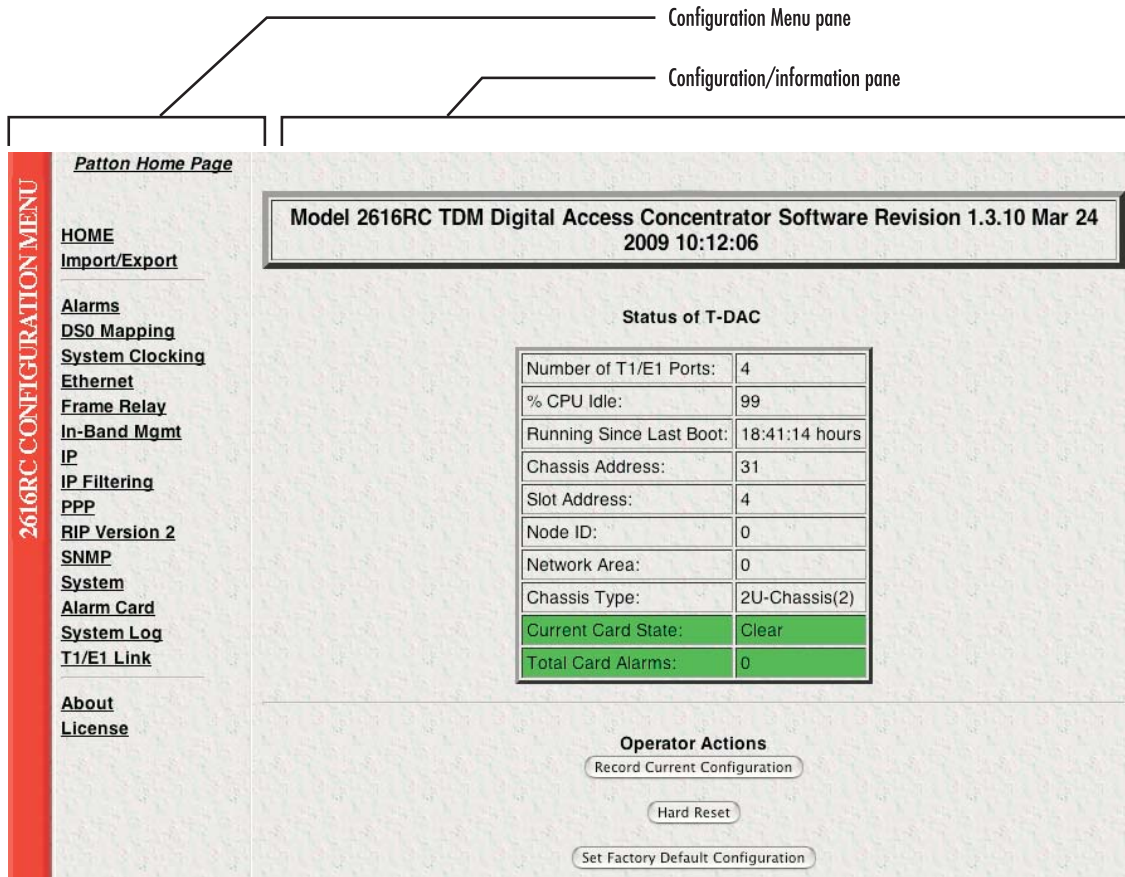 Configuration Menu pane
Configuration/information pane
2616RC CONFIGURATION MENU
Patton Home Page
HOME
Import/Export
Alarms
DS0 Mapping
System Clocking
Ethernet
Frame Relay
In-Band Mgmt
IP
IP Filtering
PPP
RIP Version 2
SNMP
System
Alarm Card
System Log
T1/E1 Link
About
License
Model 2616RC TDM Digital Access Concentrator Software Revision 1.3.10 Mar 24
2009 10:12:06
Status of T-DAC
Number of T1/E1 Ports: 4
% CPU Idle: 99
Running Since Last Boot: 18:41:14 hours
Chassis Address: 31
Slot Address: 4
Node ID: 0
Network Area: 0
Chassis Type: 2U-Chassis(2)
Current Card State: Clear
Total Card Alarms: 0
Operator Actions
Record Current Configuration
Hard Reset
Set Factory Default Configuration